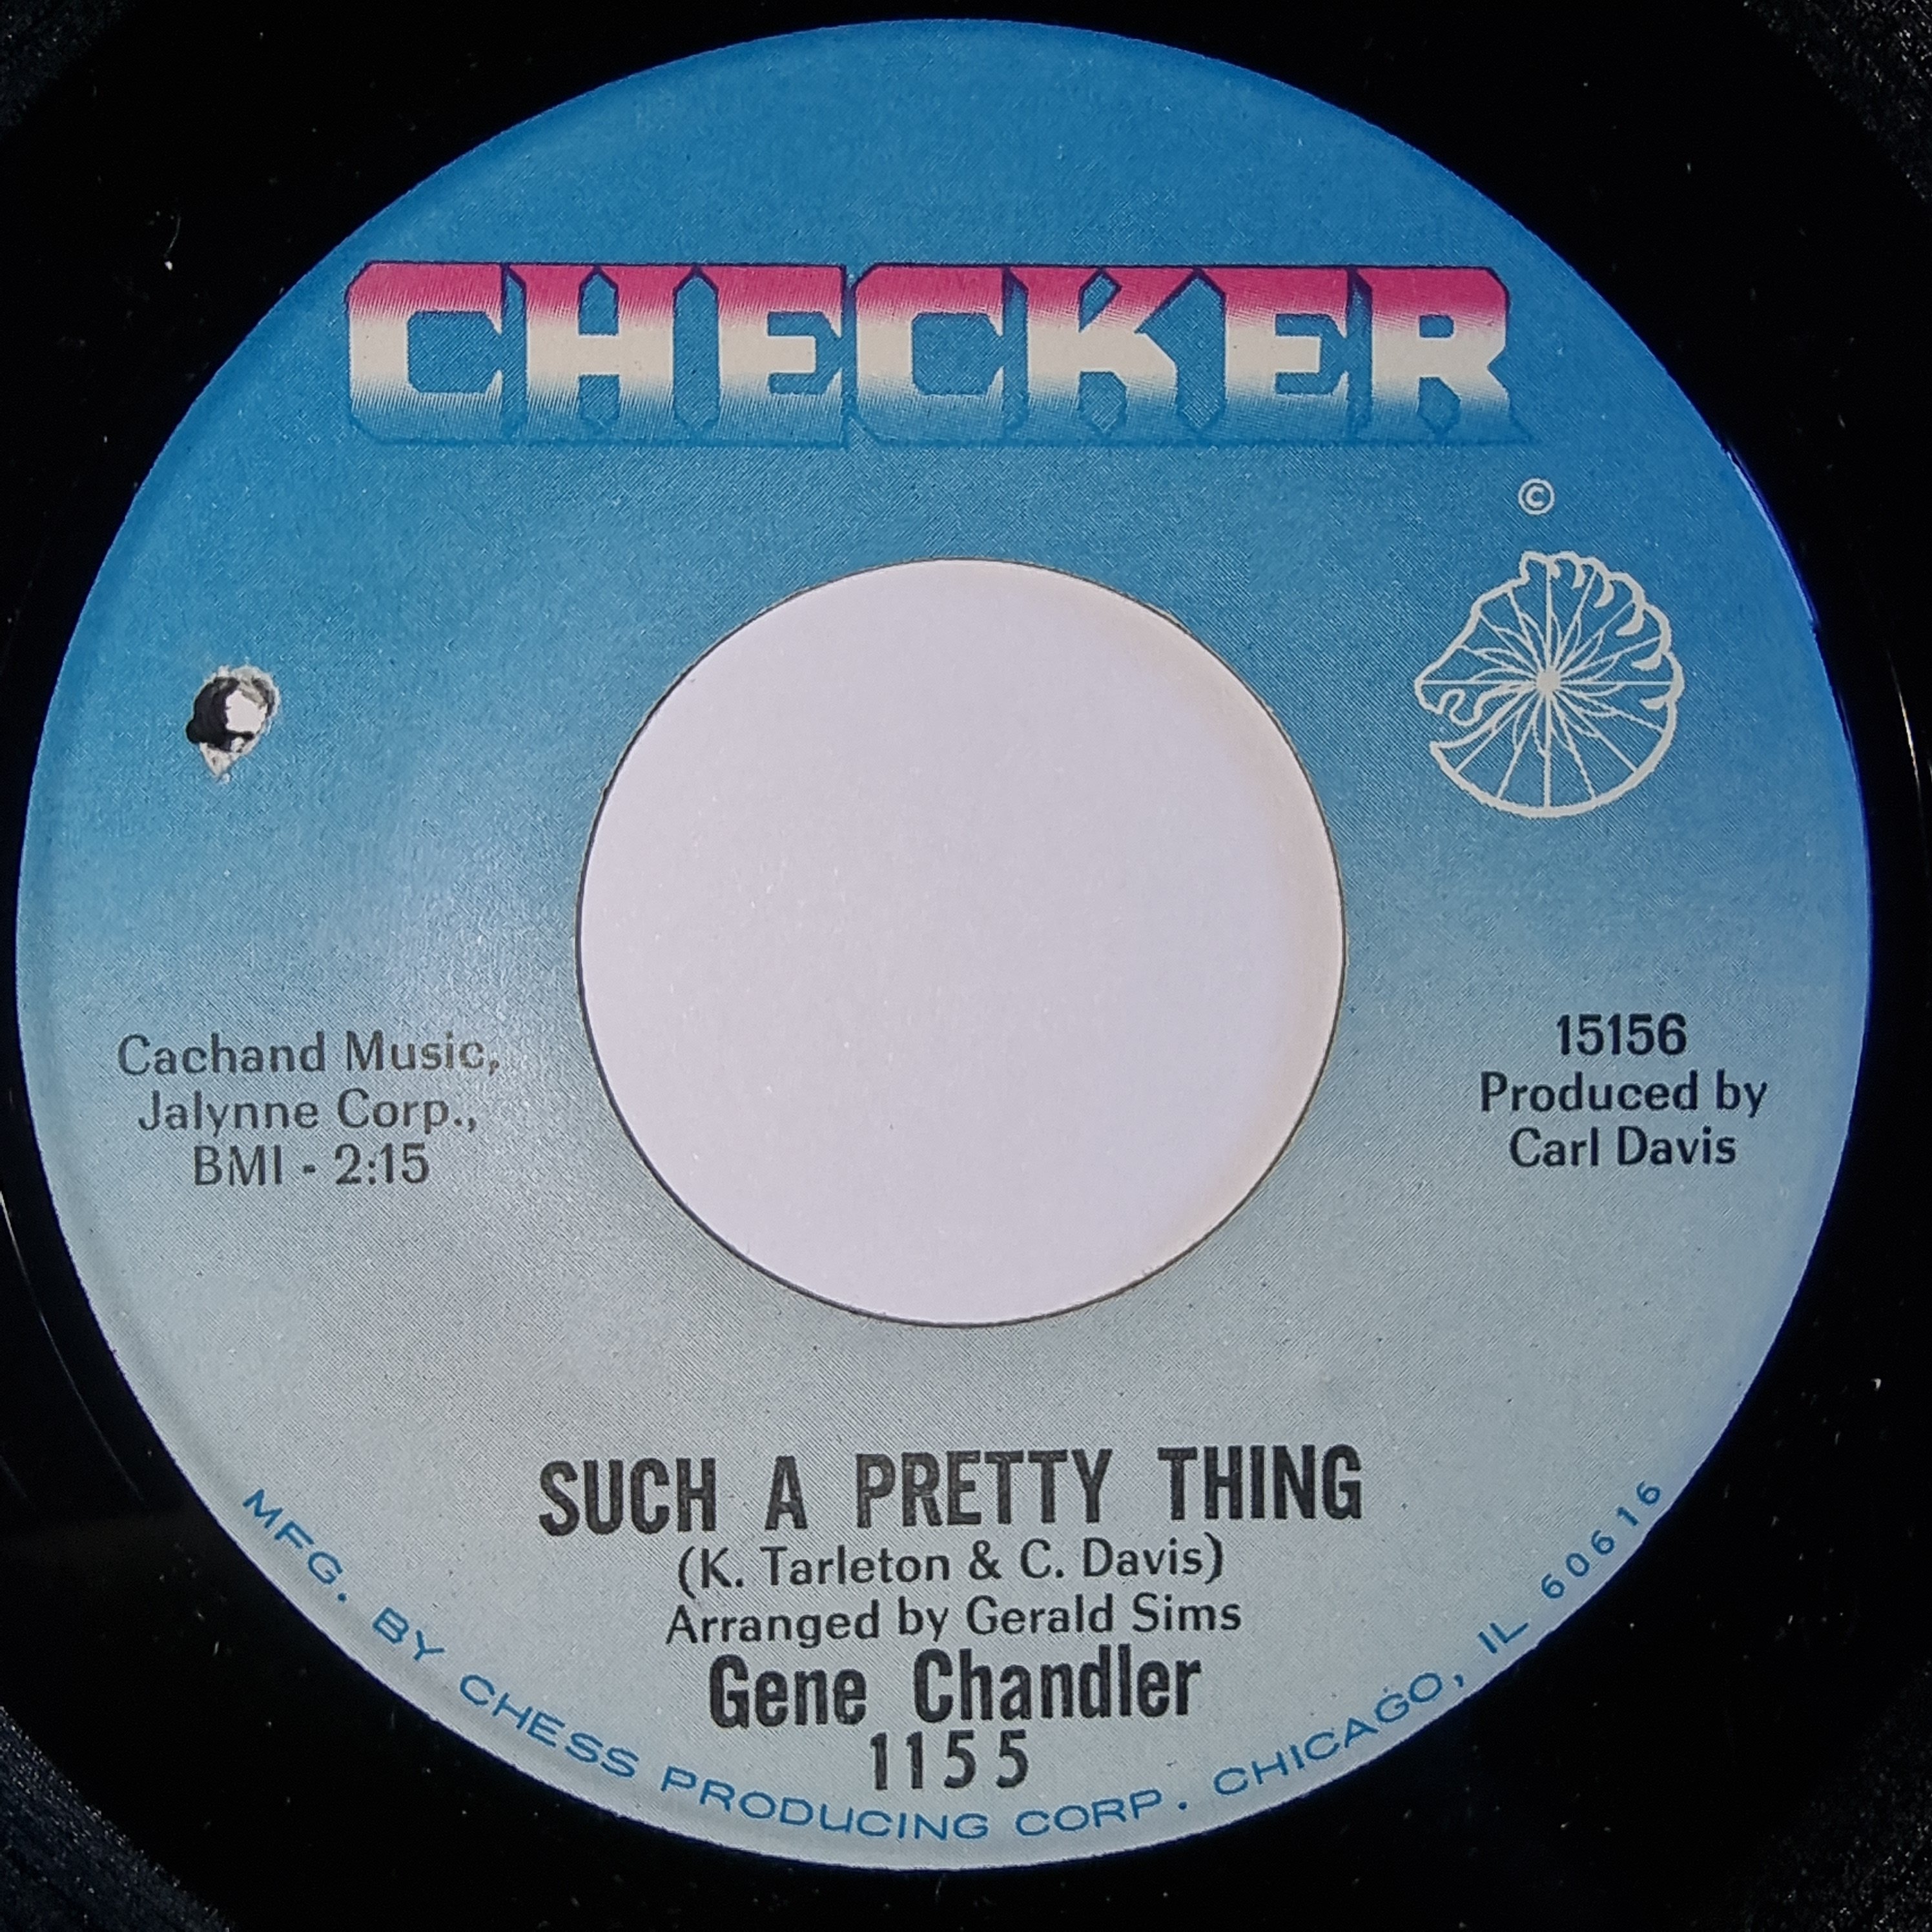 CHECKER
©
Cachand Music,
Jalynne Corp.,
BMI - 2:15
15156
Produced by
Carl Davis
SUCH A PRETTY THING
(K. Tarleton & C. Davis)
Arranged by Gerald Sims
Gene Chandler
1155
MFG. BY CHESS PRODUCING CORP. CHICAGO, IL 60616